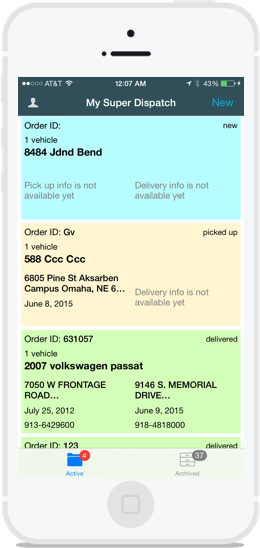 AT&T 12:07 AM 43%
My Super Dispatch New
Order ID: new
1 vehicle
8484 Jdnd Bend
Pick up info is not Delivery info is not
available yet available yet
Order ID: Gv picked up
1 vehicle
588 Ccc Ccc
6805 Pine St Aksarben
Campus Omaha, NE 6... Delivery info is not
June 8, 2015 available yet
Order ID: 631057 delivered
1 vehicle
2007 volkswagen passat
7050 W FRONTAGE 9146 S. MEMORIAL
ROAD... DRIVE...
July 25, 2012 June 9, 2015
913-6429600 918-4818000
Order ID: 123 delivered
4 37
Active Archived